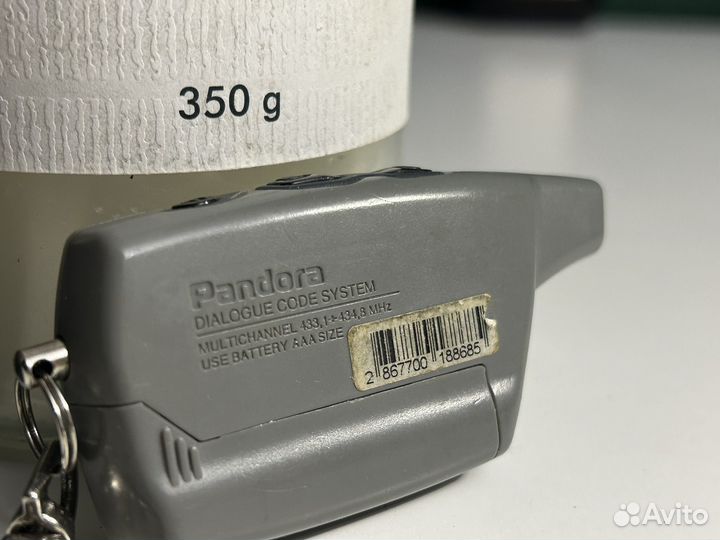 350 g
Pandora
DIALOGUE CODE SYSTEM
MULTICHANNEL 433,1÷434,8 MHz
USE BATTERY AAA SIZE
2 867700 188685
Avito